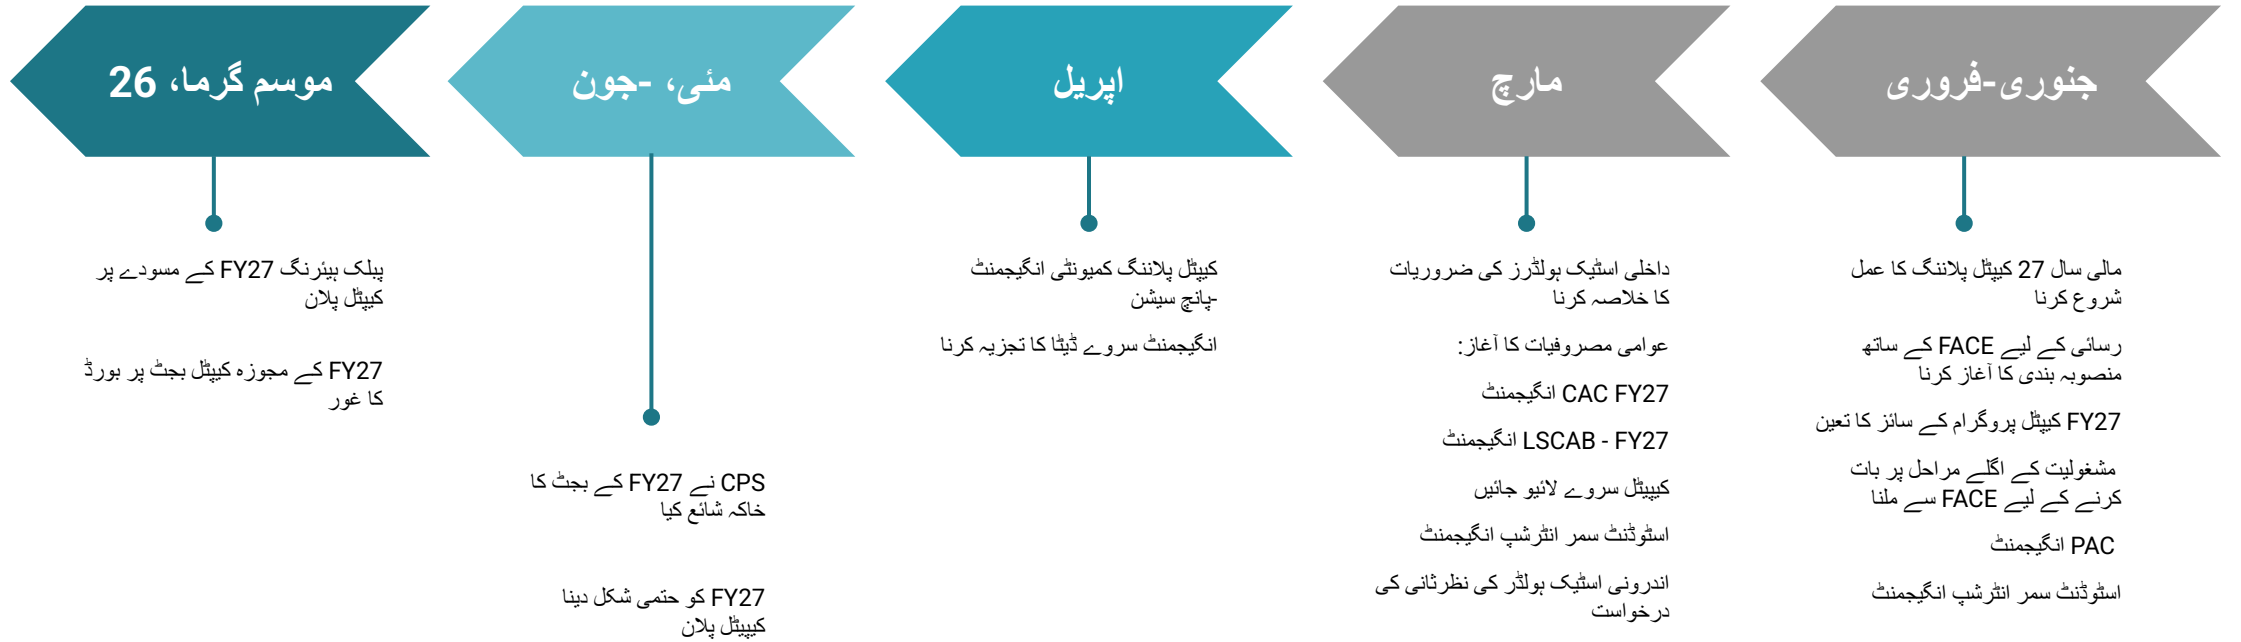 جنوری-فروری
مالی سال 27 کیپٹل پلاننگ کا عمل
شروع کرنا
رسائی کے لیے FACE کے ساتھ
منصوبہ بندی کا آغاز کرنا
FY27 کیپٹل پروگرام کے سائز کا تعین
مشغولیت کے اگلے مراحل پر بات
کرنے کے لیے FACE سے ملنا
PAC انگیجمنٹ
اسٹوڈنٹ سمر انٹرشپ انگیجمنٹ
مارچ
داخلی اسٹیک ہولڈرز کی ضروریات
کا خلاصہ کرنا
عوامی مصروفیات کا آغاز:
CAC FY27 انگیجمنٹ
LSCAB - FY27 انگیجمنٹ
کیپیٹل سروے لائیو جائیں
اسٹوڈنٹ سمر انٹرشپ انگیجمنٹ
اندرونی اسٹیک ہولڈر کی نظرثانی کی
درخواست
اپریل
کیپٹل پلاننگ کمیونٹی انگیجمنٹ
-پانچ سیشن
انگیجمنٹ سروے ڈیٹا کا تجزیہ کرنا
مئی، -جون
CPS نے FY27 کے بجٹ کا
خاکہ شائع کیا
FY27 کو حتمی شکل دینا
کیپیٹل پلان
موسم گرما، 26
پبلک ہیئرنگ FY27 کے مسودے پر
کیپٹل پلان
FY27 کے مجوزہ کیپٹل بجٹ پر بورڈ
کا غور